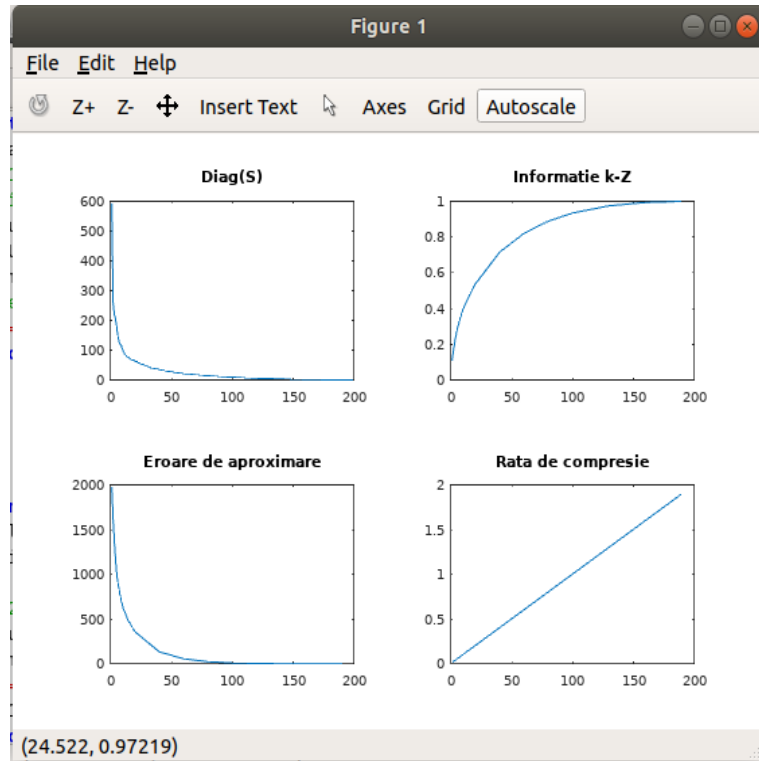 Figure 1
File Edit Help
Z+ Z- Insert Text Axes Grid Autoscale
Diag(S)
600
500
400
300
200
100
0
0 50 100 150 200
Informatie k-Z
1
0.8
0.6
0.4
0.2
0
0 50 100 150 200
Eroare de aproximare
2000
1500
1000
500
0
0 50 100 150 200
Rata de compresie
2
1.5
1
0.5
0
0 50 100 150 200
(24.522, 0.97219)